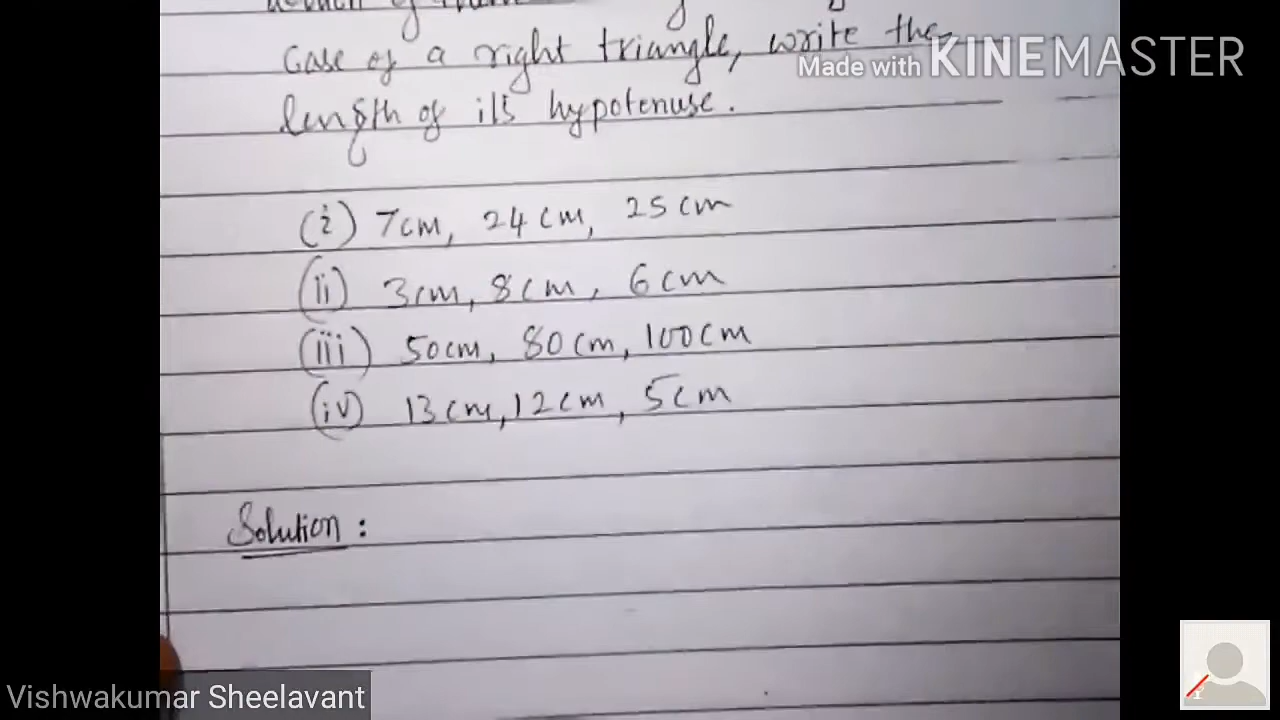 case of a right triangle, write the
length of its hypotenuse.
Made with KINEMASTER
(i) 7cm, 24cm, 25cm
(ii) 3cm, 8cm, 6cm
(iii) 50cm, 80cm, 100cm
(iv) 13cm, 12cm, 5cm
Solution :
Vishwakumar Sheelavant